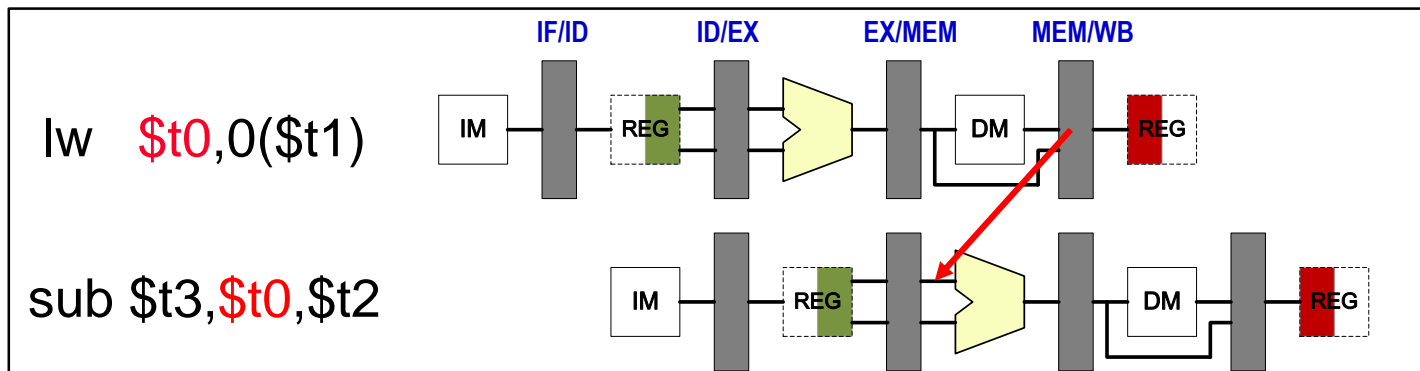 IF/ID ID/EX EX/MEM MEM/WB
lw $t0,0($t1) IM REG DM REG
sub $t3,$t0,$t2 IM REG DM REG